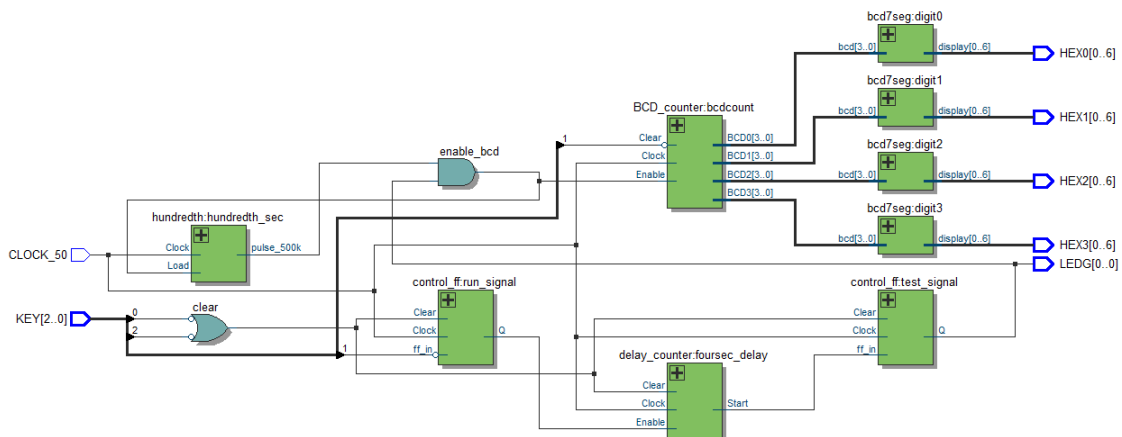 bcd7seg:digit0
bcd[3..0]
display[0..6]
HEX0[0..6]
bcd7seg:digit1
bcd[3..0]
display[0..6]
HEX1[0..6]
BCD_counter:bcdcount
1
Clear
Clock
Enable
BCD0[3..0]
BCD1[3..0]
BCD2[3..0]
BCD3[3..0]
bcd7seg:digit2
bcd[3..0]
display[0..6]
HEX2[0..6]
enable_bcd
bcd7seg:digit3
bcd[3..0]
display[0..6]
HEX3[0..6]
LEDG[0..0]
hundredth:hundredth_sec
CLOCK_50
Clock
Load
pulse_500k
KEY[2..0]
0
2
clear
1
control_ff:run_signal
Clear
Clock
ff_in
Q
control_ff:test_signal
Clear
Clock
ff_in
Q
delay_counter:foursec_delay
Clear
Clock
Enable
Start